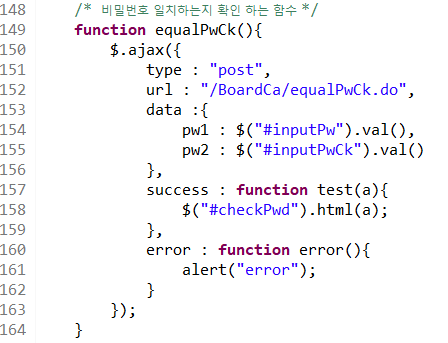 148 /* 비밀번호 일치하는지 확인 하는 함수 */
149 function equalPwCk(){
150 $.ajax({
151 type : "post",
152 url : "/BoardCa/equalPwCk.do",
153 data :{
154 pw1 : $("#inputPw").val(),
155 pw2 : $("#inputPwCk").val()
156 },
157 success : function test(a){
158 $("#checkPwd").html(a);
159 },
160 error : function error(){
161 alert("error");
162 }
163 });
164 }